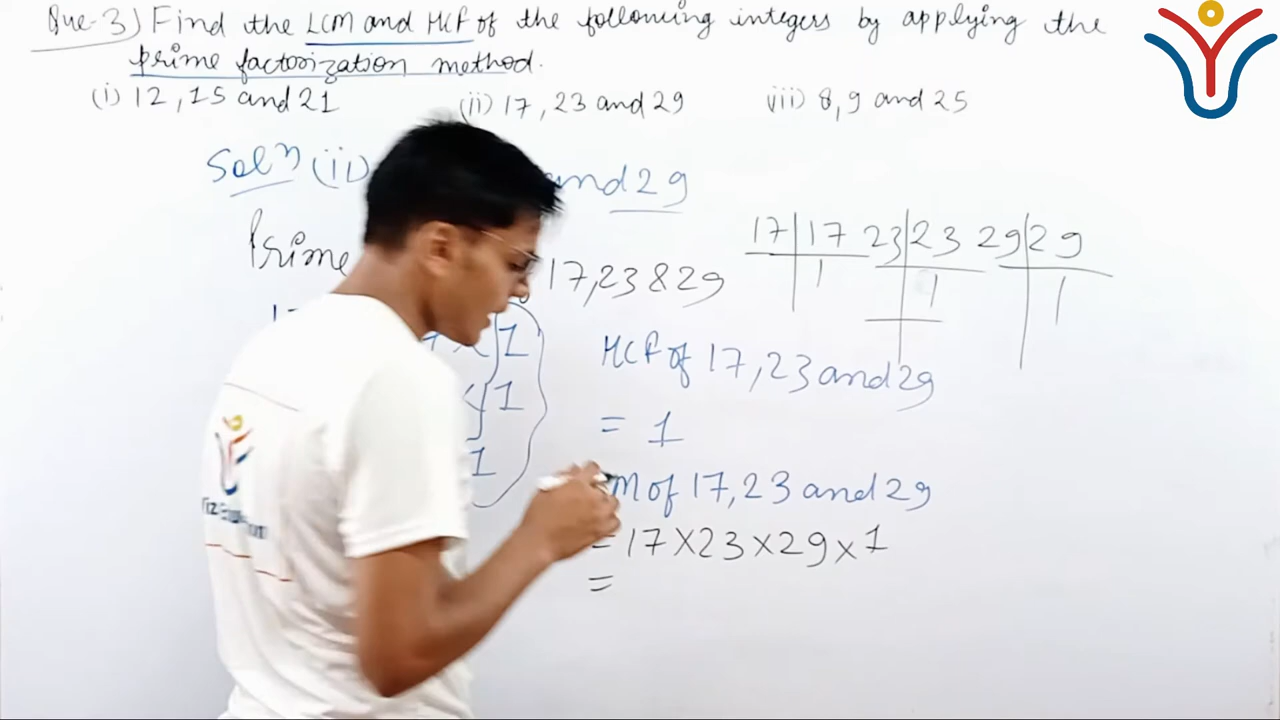 Que-3) Find the LCM and HCF of the following integers by applying the
prime factorization method.
(i) 12, 15 and 21 (ii) 17, 23 and 29 (iii) 8, 9 and 25
Solⁿ (ii) and 29
Prime 17, 23 & 29
17 | 17 23 | 23 29 | 29
1 1 1
× 1
× 1
1
HCF of 17, 23 and 29
= 1
M of 17, 23 and 29
= 17 × 23 × 29 × 1
=